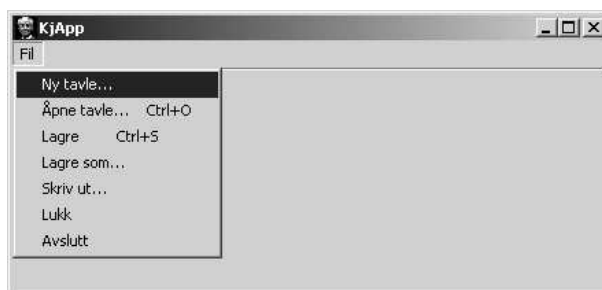 KjApp
Fil
Ny tavle...
Åpne tavle... Ctrl+O
Lagre Ctrl+S
Lagre som...
Skriv ut...
Lukk
Avslutt